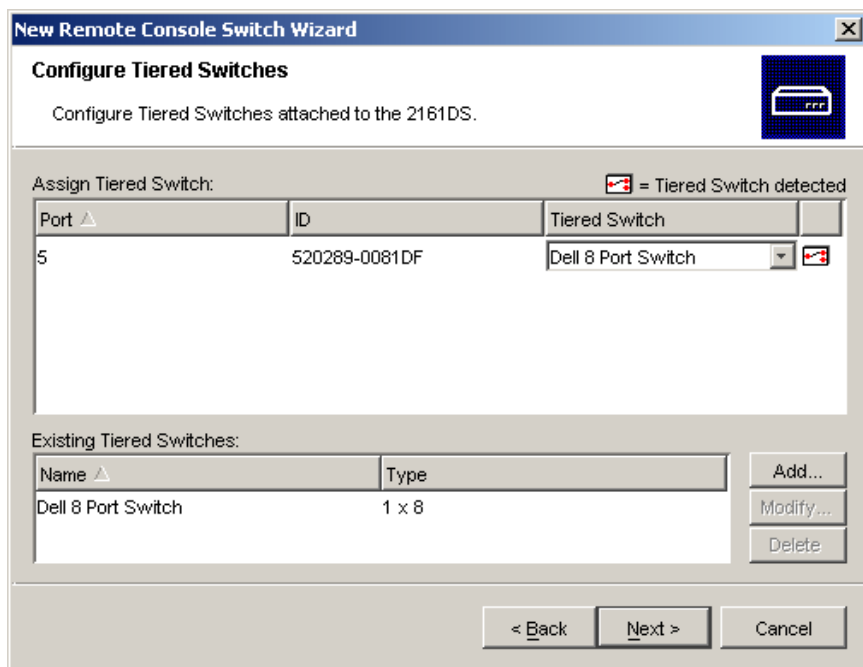 New Remote Console Switch Wizard
Configure Tiered Switches
Configure Tiered Switches attached to the 2161DS.
Assign Tiered Switch:
= Tiered Switch detected
Port ID Tiered Switch
5 520289-0081DF Dell 8 Port Switch
Existing Tiered Switches:
Name Type
Dell 8 Port Switch 1 x 8
Add...
Modify...
Delete
< Back Next > Cancel